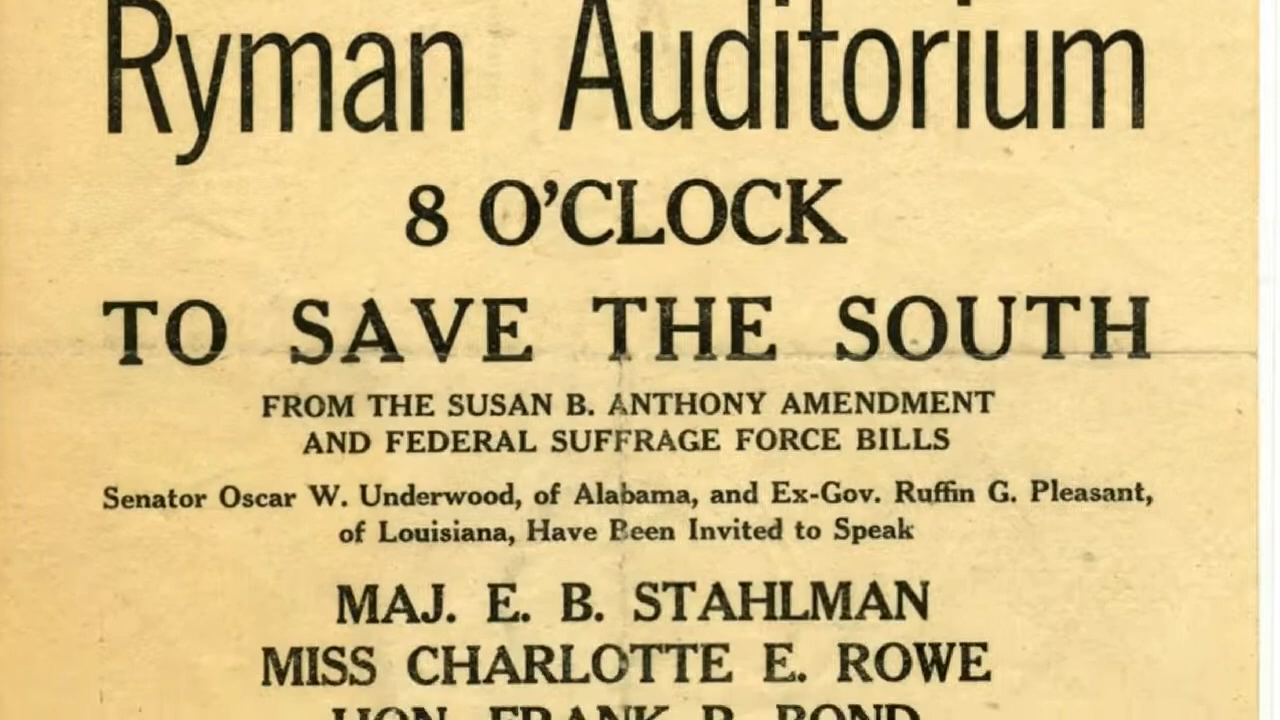 Ryman Auditorium
8 O'CLOCK
TO SAVE THE SOUTH
FROM THE SUSAN B. ANTHONY AMENDMENT
AND FEDERAL SUFFRAGE FORCE BILLS
Senator Oscar W. Underwood, of Alabama, and Ex-Gov. Ruffin G. Pleasant,
of Louisiana, Have Been Invited to Speak
MAJ. E. B. STAHLMAN
MISS CHARLOTTE E. ROWE
HON. FRANK P. BOND